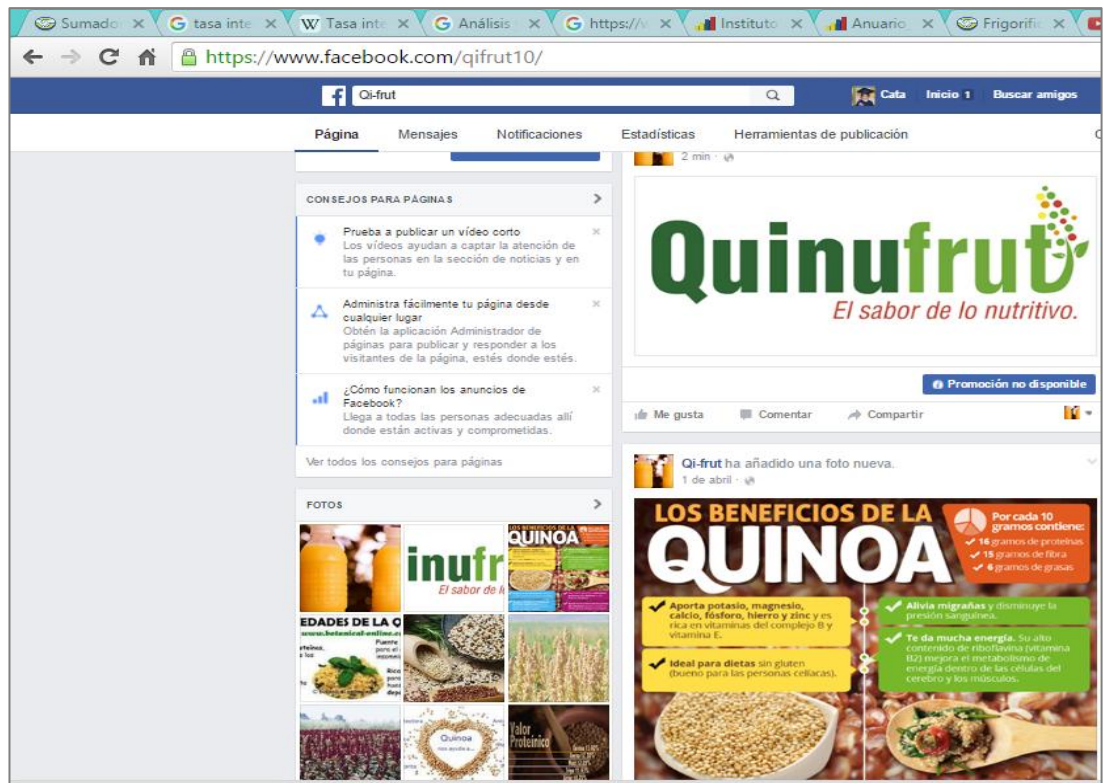 Sumado
tasa inte
Tasa inte
Análisis
https://v
Instituto
Anuario
Frigorífic
https://www.facebook.com/qifrut10/
Qi-frut
Cata
Inicio 1
Buscar amigos
Página
Mensajes
Notificaciones
Estadísticas
Herramientas de publicación
CONSEJOS PARA PÁGINAS
Prueba a publicar un vídeo corto
Los vídeos ayudan a captar la atención de
las personas en la sección de noticias y en
tu página.
Administra fácilmente tu página desde
cualquier lugar
Obtén la aplicación Administrador de
páginas para publicar y responder a los
visitantes de la página, estés donde estés.
¿Cómo funcionan los anuncios de
Facebook?
Llega a todas las personas adecuadas allí
donde están activas y comprometidas.
Ver todos los consejos para páginas
FOTOS
inufr
El sabor de l
LOS BENEFICIOS DE LA
QUINOA
EDADES DE LA Q
www.botanical-online.c
Fuente
Quinoa
nos ayuda a...
Valor
Proteínico
2 min
Quinufrut
El sabor de lo nutritivo.
Promoción no disponible
Me gusta
Comentar
Compartir
Qi-frut ha añadido una foto nueva.
1 de abril
LOS BENEFICIOS DE LA
QUINOA
Por cada 10
gramos contiene:
16 gramos de proteínas
15 gramos de fibra
6 gramos de grasas
Aporta potasio, magnesio,
calcio, fósforo, hierro y zinc y es
rica en vitaminas del complejo B y
vitamina E.
Ideal para dietas sin gluten
(bueno para las personas celíacas).
Alivia migrañas y disminuye la
presión sanguínea.
Te da mucha energía. Su alto
contenido de riboflavina (vitamina
B2) mejora el metabolismo de
energía dentro de las células del
cerebro y los músculos.